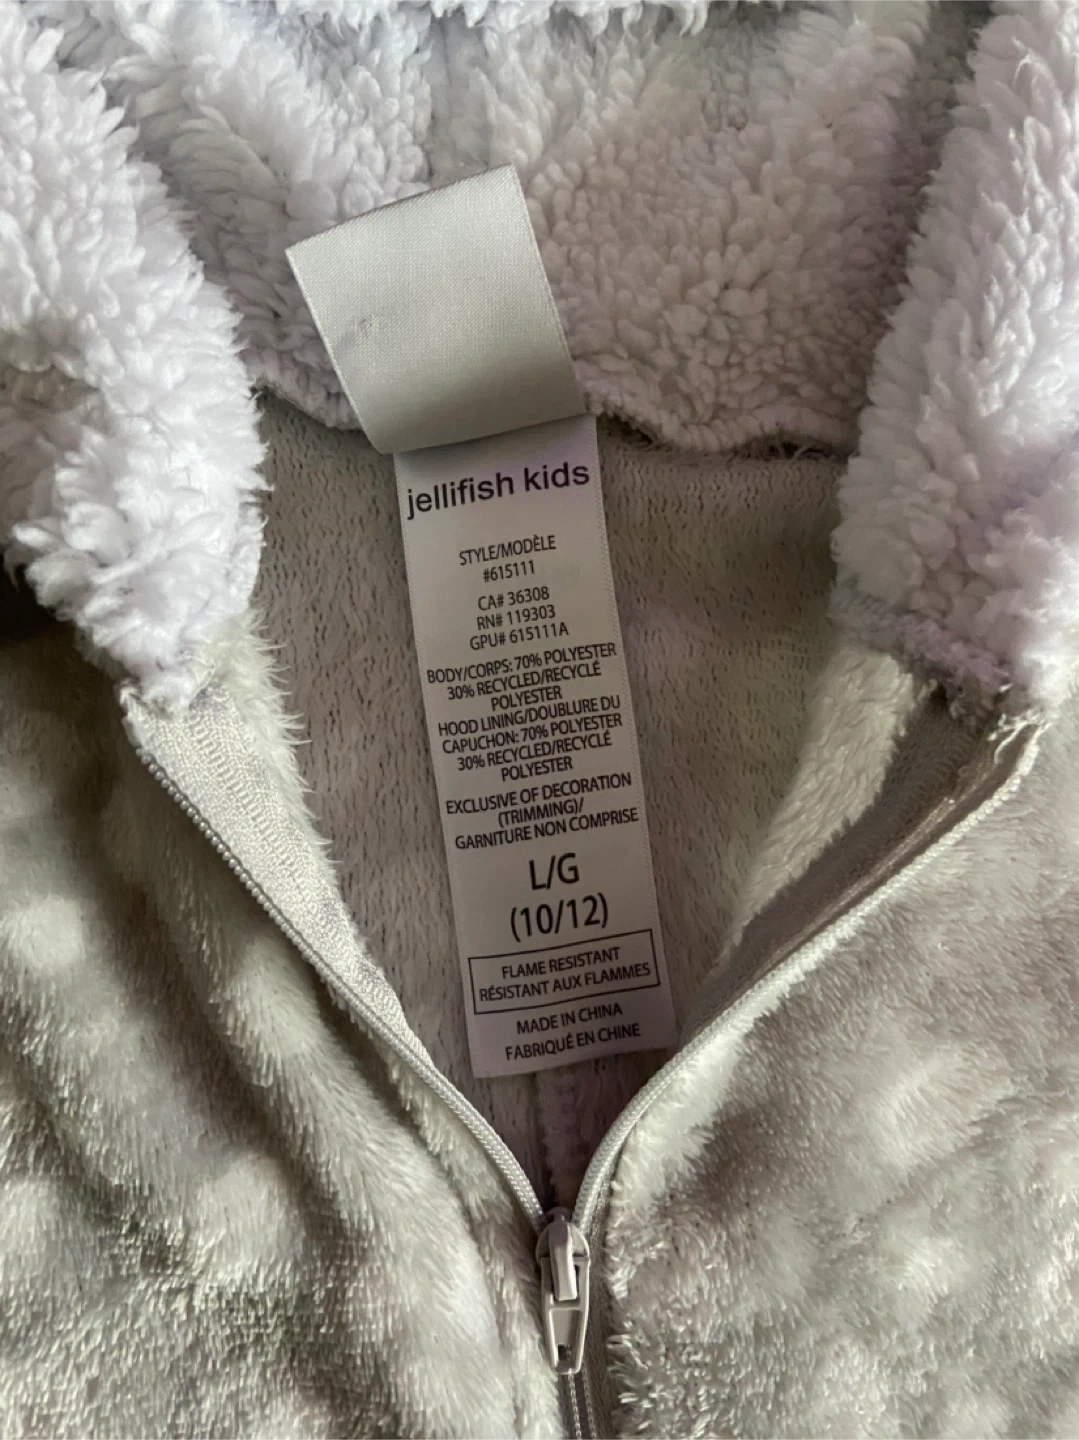 jellifish kids
STYLE/MODÈLE
#615111
CA# 36308
RN# 119303
GPU# 615111A
BODY/CORPS: 70% POLYESTER
30% RECYCLED/RECYCLÉ
POLYESTER
HOOD LINING/DOUBLURE DU
CAPUCHON: 70% POLYESTER
30% RECYCLED/RECYCLÉ
POLYESTER
EXCLUSIVE OF DECORATION
(TRIMMING)/
GARNITURE NON COMPRISE
L/G
(10/12)
FLAME RESISTANT
RÉSISTANT AUX FLAMMES
MADE IN CHINA
FABRIQUÉ EN CHINE